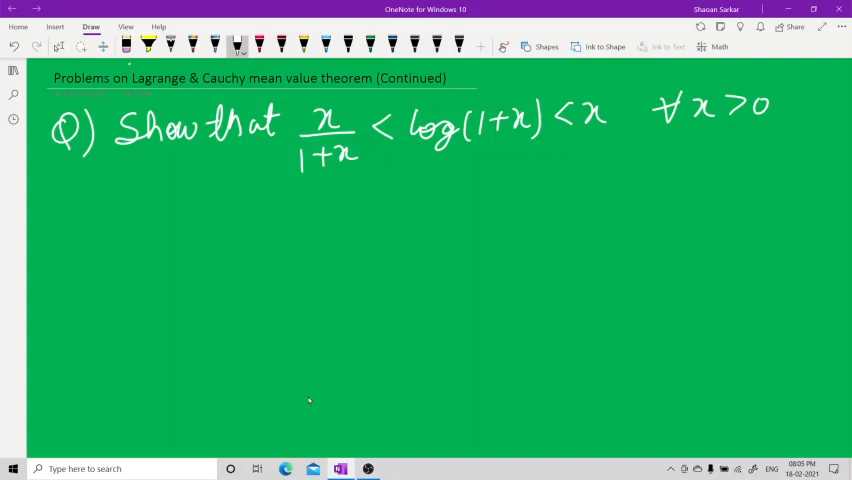 OneNote for Windows 10
Shaoan Sarkar
Home Insert Draw View Help
Share
Shapes Ink to Shape Ink to Text Math
Problems on Lagrange & Cauchy mean value theorem (Continued)
Q) Show that x/(1+x) < log(1+x) < x ∀ x > 0
Type here to search
ENG
08:05 PM
18-02-2021